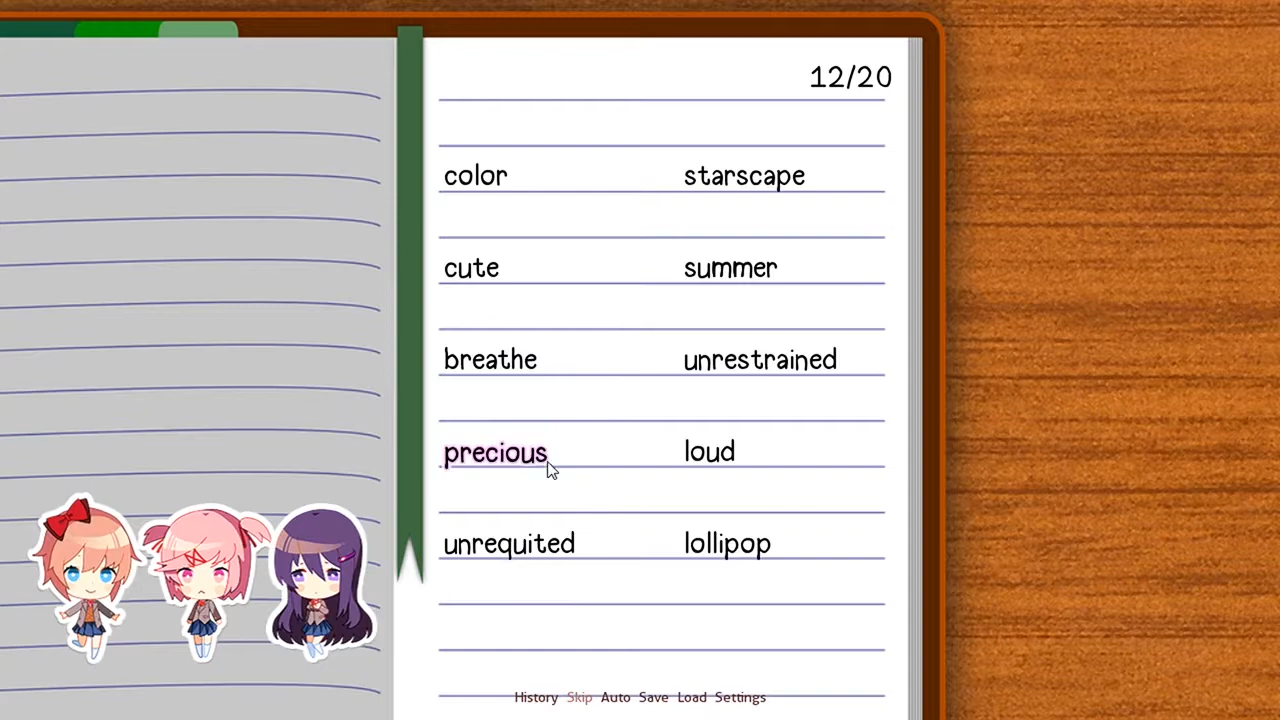 12/20
color starscape
cute summer
breathe unrestrained
precious loud
unrequited lollipop
History Skip Auto Save Load Settings